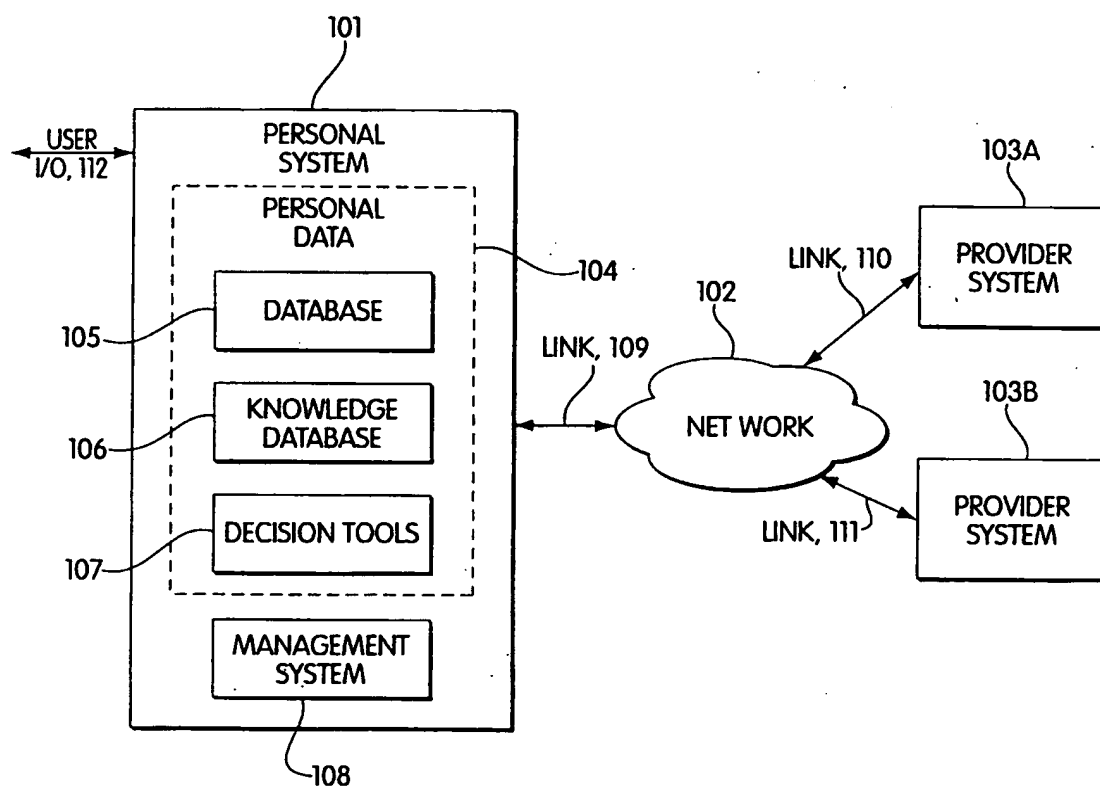 101
USER
I/O, 112
PERSONAL
SYSTEM
PERSONAL
DATA
104
DATABASE
105
KNOWLEDGE
DATABASE
106
DECISION TOOLS
107
MANAGEMENT
SYSTEM
108
LINK, 109
102
NET WORK
LINK, 110
103A
PROVIDER
SYSTEM
LINK, 111
103B
PROVIDER
SYSTEM